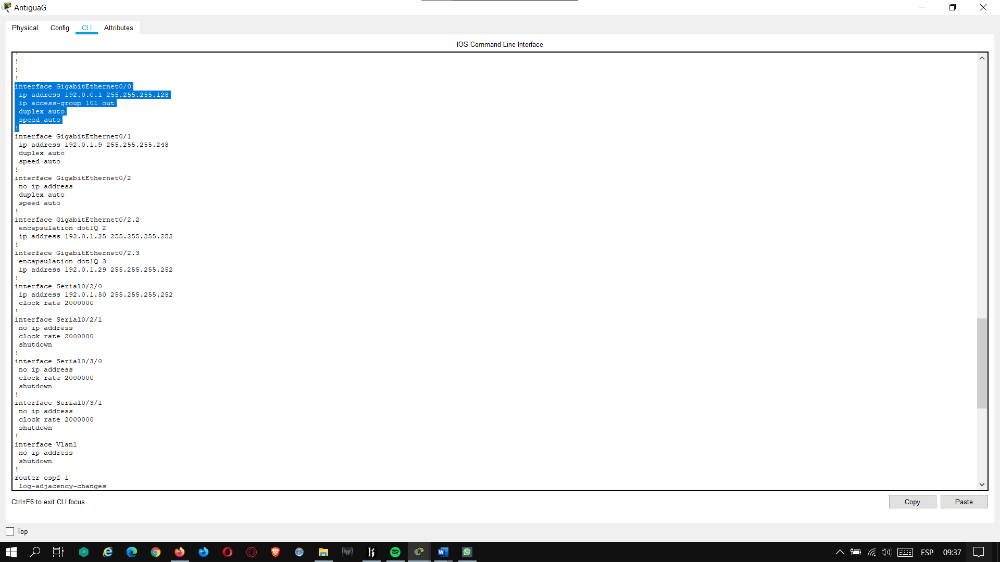 AntiguaG
Physical Config CLI Attributes
IOS Command Line Interface
!
!
!
!
interface GigabitEthernet0/0
 ip address 192.0.0.1 255.255.255.128
 ip access-group 101 out
 duplex auto
 speed auto
!
interface GigabitEthernet0/1
 ip address 192.0.1.9 255.255.255.248
 duplex auto
 speed auto
!
interface GigabitEthernet0/2
 no ip address
 duplex auto
 speed auto
!
interface GigabitEthernet0/2.2
 encapsulation dot1Q 2
 ip address 192.0.1.25 255.255.255.252
!
interface GigabitEthernet0/2.3
 encapsulation dot1Q 3
 ip address 192.0.1.29 255.255.255.252
!
interface Serial0/2/0
 ip address 192.0.1.50 255.255.255.252
 clock rate 2000000
!
interface Serial0/2/1
 no ip address
 clock rate 2000000
 shutdown
!
interface Serial0/3/0
 no ip address
 clock rate 2000000
 shutdown
!
interface Serial0/3/1
 no ip address
 clock rate 2000000
 shutdown
!
interface Vlan1
 no ip address
 shutdown
!
router ospf 1
 log-adjacency-changes
Ctrl+F6 to exit CLI focus
Copy Paste
Top
ESP 09:37